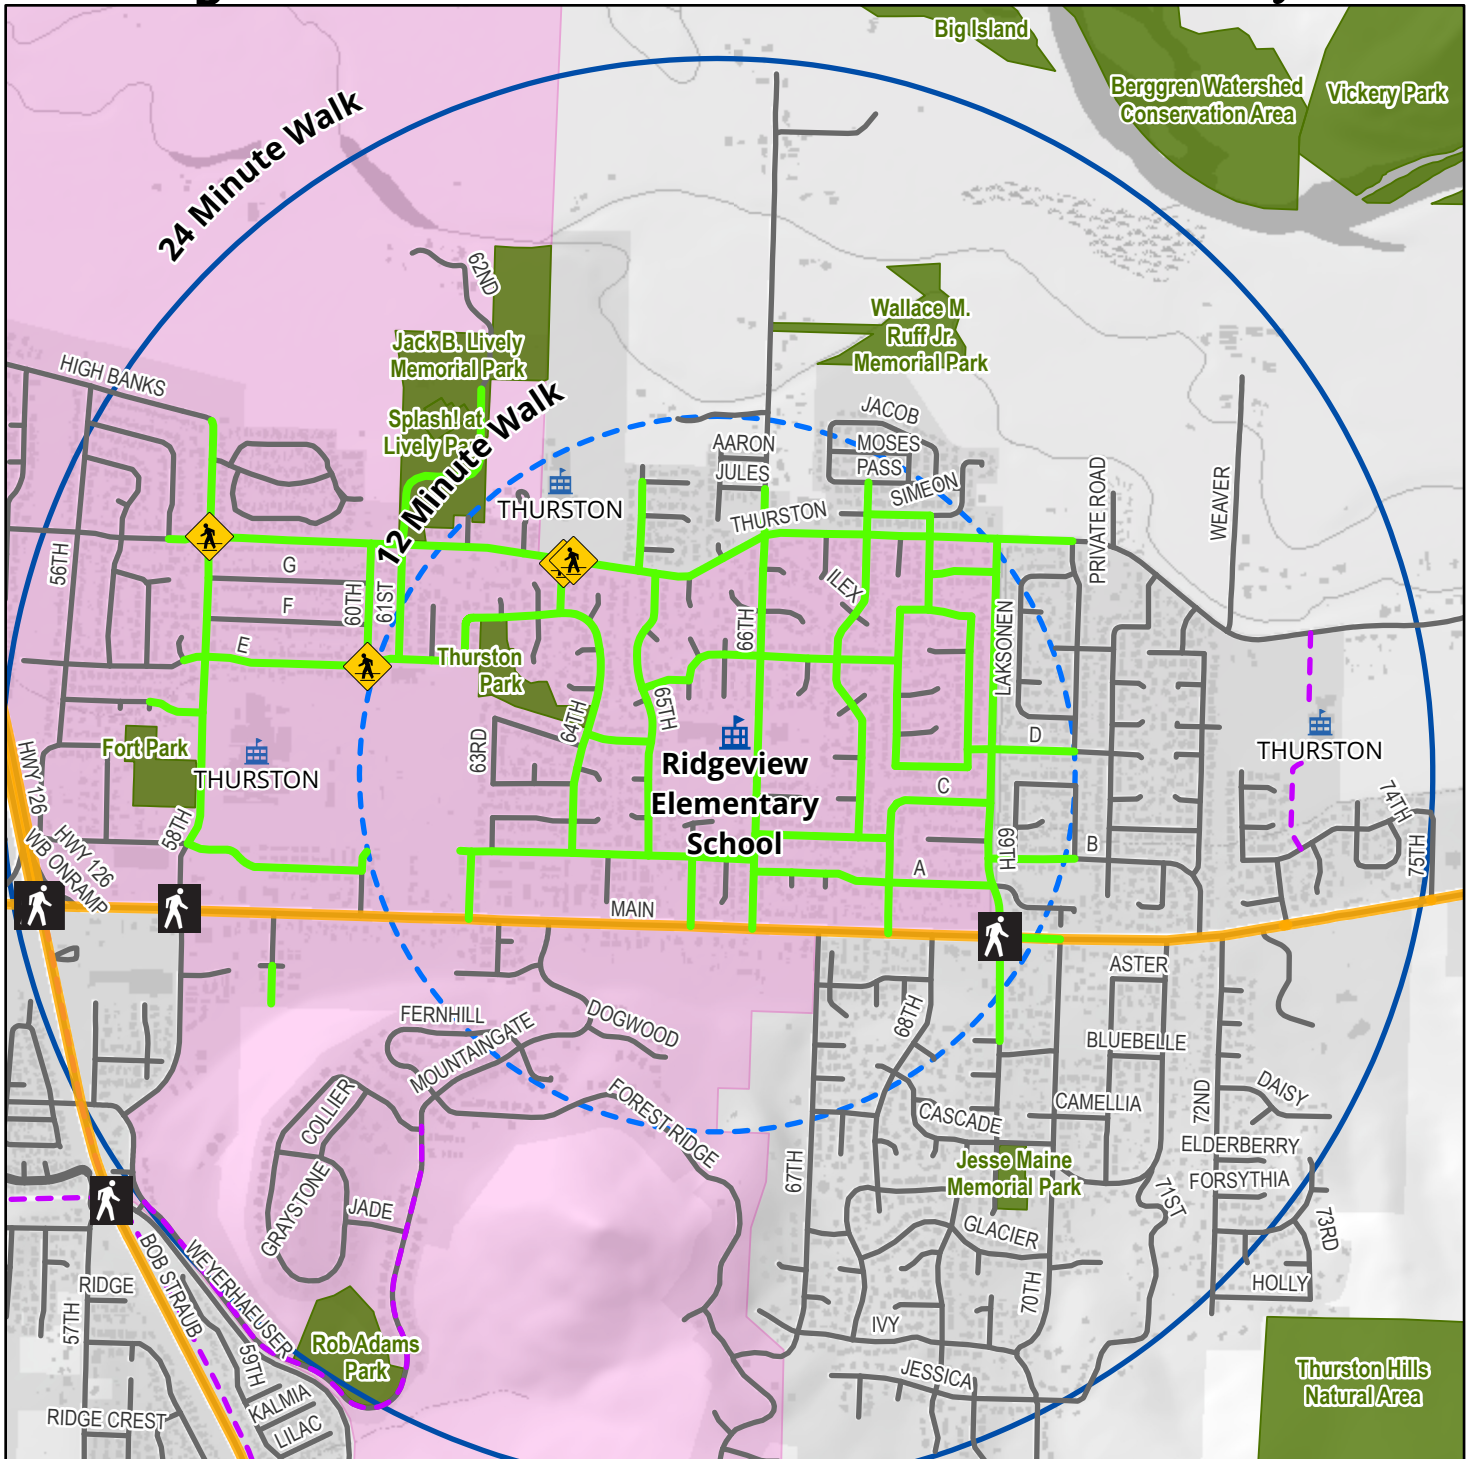 Big Island
Berggren Watershed
Conservation Area
Vickery Park
24 Minute Walk
62ND
Wallace M.
Ruff Jr.
Memorial Park
Jack B. Lively
Memorial Park
HIGH BANKS
Splash! at
Lively Pa
12 Minute Walk
JACOB
AARON
MOSES
JULES
PASS
SIMEON
PRIVATE ROAD
WEAVER
THURSTON
THURSTON
56TH
G
F
E
60TH
61ST
ILEX
66TH
LAKSONEN
Thurston
Park
65TH
64TH
63RD
D
THURSTON
Fort Park
THURSTON
HWY 126
Ridgeview
Elementary
School
C
74TH
75TH
58TH
HWY 126
WB ONRAMP
69TH
B
A
MAIN
ASTER
FERNHILL
DOGWOOD
68TH
MOUNTAINGATE
BLUEBELLE
COLLIER
FOREST RIDGE
CASCADE
CAMELLIA
72ND
DAISY
ELDERBERRY
67TH
Jesse Maine
Memorial Park
FORSYTHIA
71ST
GRAYSTONE
JADE
GLACIER
73RD
BOB STRAUB
WEYERHAEUSER
RIDGE
57TH
70TH
HOLLY
IVY
Rob Adams
Park
59TH
JESSICA
Thurston Hills
Natural Area
KALMIA
RIDGE CREST
LILAC